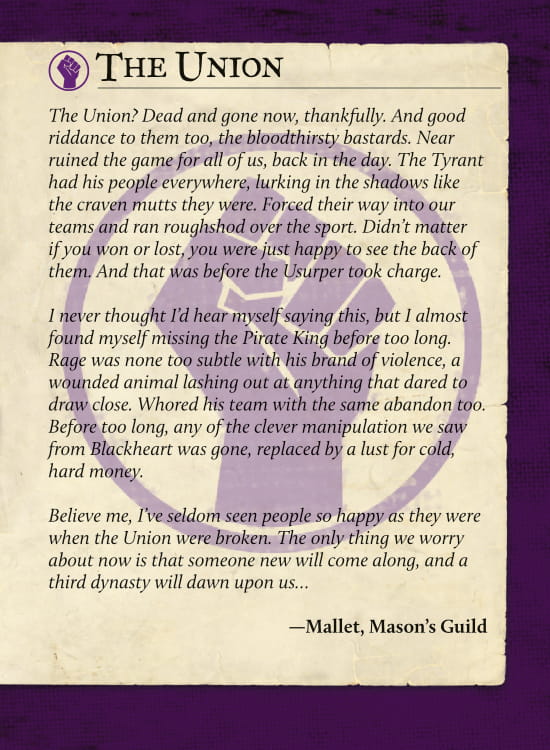 The Union
The Union? Dead and gone now, thankfully. And good
riddance to them too, the bloodthirsty bastards. Near
ruined the game for all of us, back in the day. The Tyrant
had his people everywhere, lurking in the shadows like
the craven mutts they were. Forced their way into our
teams and ran roughshod over the sport. Didn’t matter
if you won or lost, you were just happy to see the back of
them. And that was before the Usurper took charge.
I never thought I’d hear myself saying this, but I almost
found myself missing the Pirate King before too long.
Rage was none too subtle with his brand of violence, a
wounded animal lashing out at anything that dared to
draw close. Whored his team with the same abandon too.
Before too long, any of the clever manipulation we saw
from Blackheart was gone, replaced by a lust for cold,
hard money.
Believe me, I’ve seldom seen people so happy as they were
when the Union were broken. The only thing we worry
about now is that someone new will come along, and a
third dynasty will dawn upon us...
—Mallet, Mason’s Guild